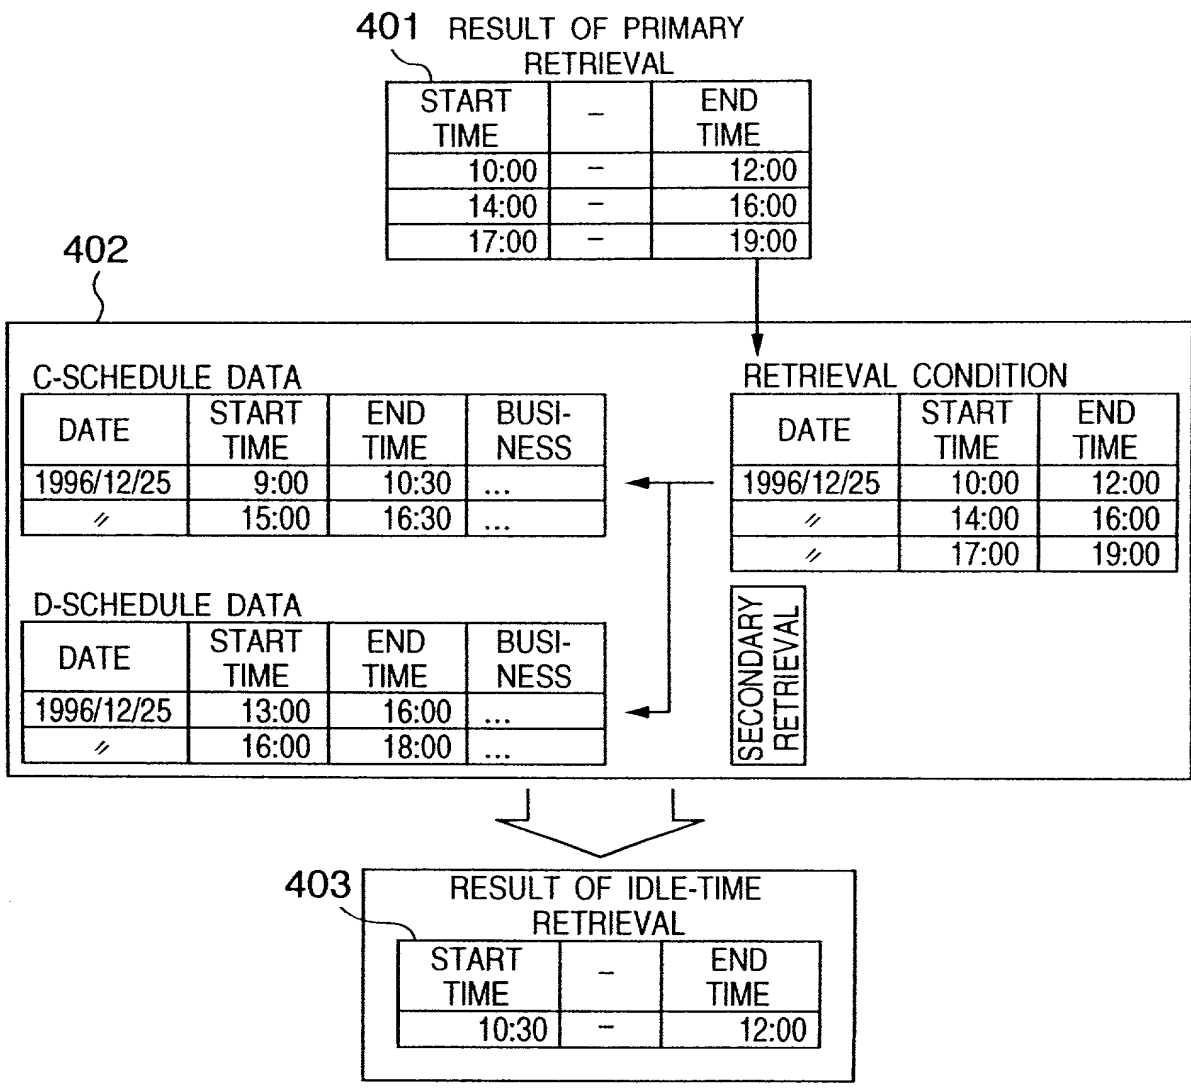 401 RESULT OF PRIMARY
RETRIEVAL
START TIME – END TIME
10:00 – 12:00
14:00 – 16:00
17:00 – 19:00
402
C-SCHEDULE DATA
DATE START TIME END TIME BUSI-NESS
1996/12/25 9:00 10:30 ...
〃 15:00 16:30 ...
RETRIEVAL CONDITION
DATE START TIME END TIME
1996/12/25 10:00 12:00
〃 14:00 16:00
〃 17:00 19:00
D-SCHEDULE DATA
DATE START TIME END TIME BUSI-NESS
1996/12/25 13:00 16:00 ...
〃 16:00 18:00 ...
SECONDARY
RETRIEVAL
403 RESULT OF IDLE-TIME
RETRIEVAL
START TIME – END TIME
10:30 – 12:00